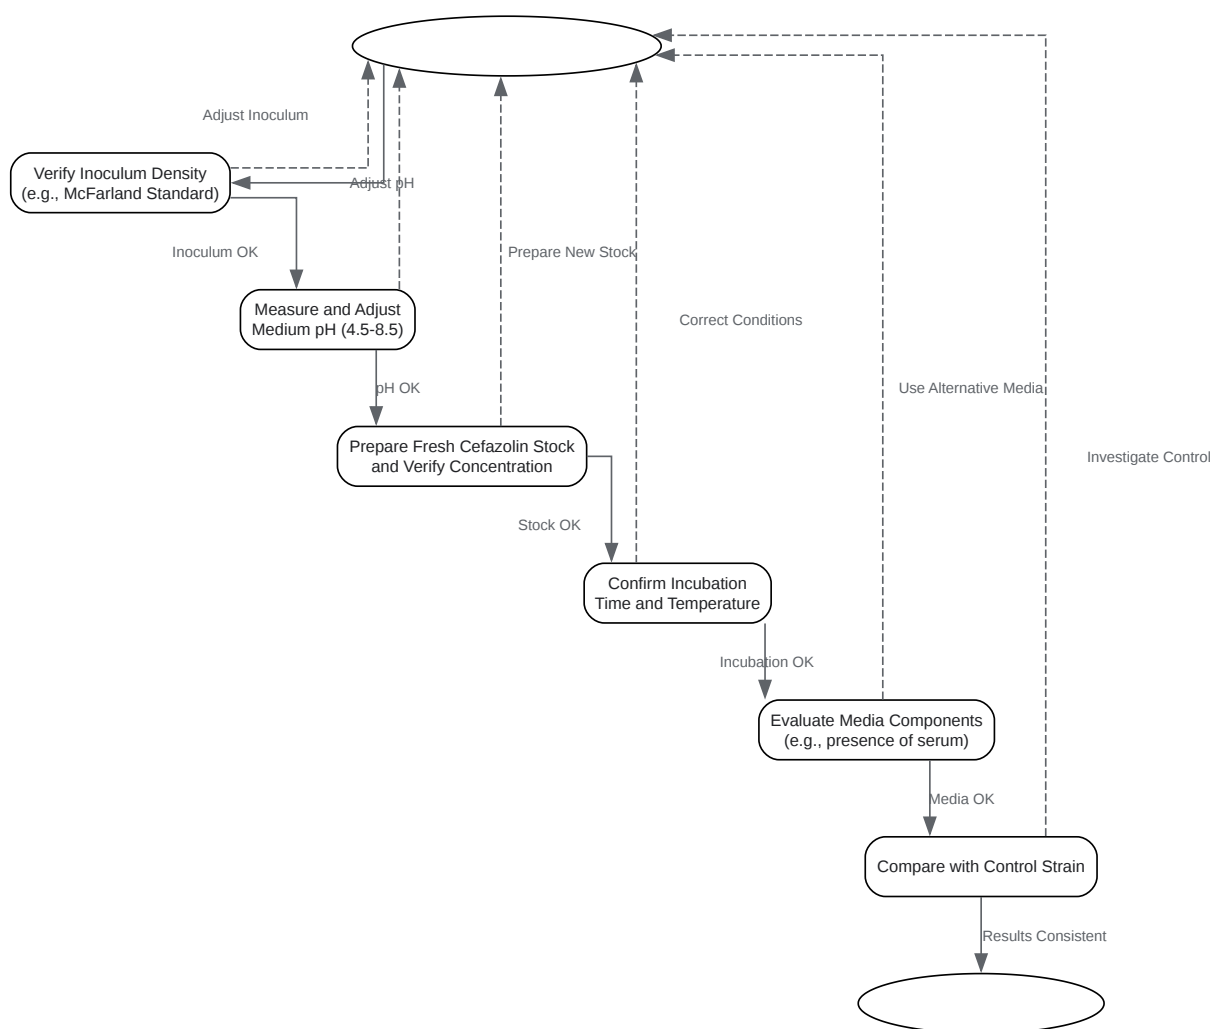 Adjust Inoculum
Verify Inoculum Density
(e.g., McFarland Standard)
Adjust pH
Inoculum OK
Prepare New Stock
Measure and Adjust
Medium pH (4.5-8.5)
Correct Conditions
pH OK
Use Alternative Media
Prepare Fresh Cefazolin Stock
and Verify Concentration
Investigate Control
Stock OK
Confirm Incubation
Time and Temperature
Incubation OK
Evaluate Media Components
(e.g., presence of serum)
Media OK
Compare with Control Strain
Results Consistent